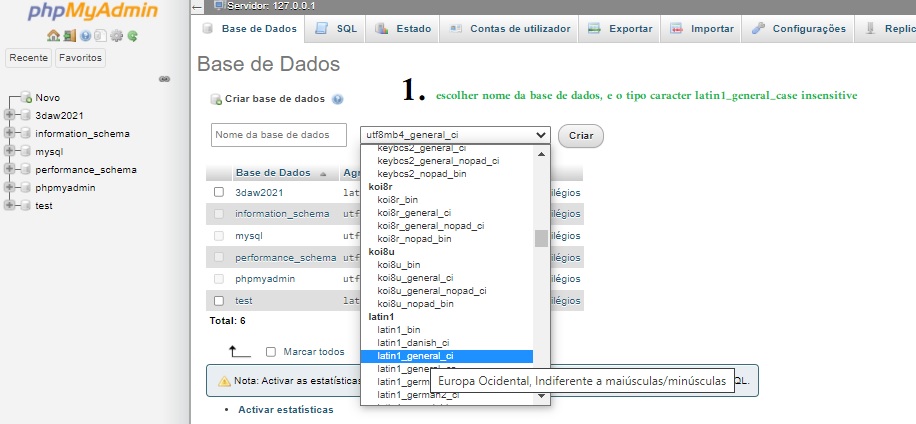 phpMyAdmin
Recente Favoritos
Novo
3daw2021
information_schema
mysql
performance_schema
phpmyadmin
test
Servidor: 127.0.0.1
Base de Dados SQL Estado Contas de utilizador Exportar Importar Configurações Replic
Base de Dados
1. escolher nome da base de dados, e o tipo caracter latin1_general_case insensitive
Criar base de dados
Nome da base de dados utf8mb4_general_ci Criar
keybcs2_general_ci
keybcs2_general_nopad_ci
keybcs2_nopad_bin
koi8r
koi8r_bin
koi8r_general_ci
koi8r_general_nopad_ci
koi8r_nopad_bin
koi8u
koi8u_bin
koi8u_general_ci
koi8u_general_nopad_ci
koi8u_nopad_bin
latin1
latin1_bin
latin1_danish_ci
latin1_general_ci
latin1_general_cs
latin1_germ
latin1_german2_ci
Europa Ocidental, Indiferente a maiúsculas/minúsculas
Base de Dados Agr
3daw2021 lat ilégios
information_schema utf ilégios
mysql utf ilégios
performance_schema utf ilégios
phpmyadmin utf ilégios
test lat ilégios
Total: 6
Marcar todos
Nota: Activar as estatísticas QL.
Activar estatísticas